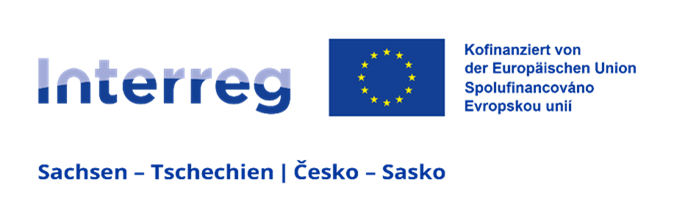 Interreg
Kofinanziert von
der Europäischen Union
Spolufinancováno
Evropskou unií
Sachsen – Tschechien | Česko – Sasko